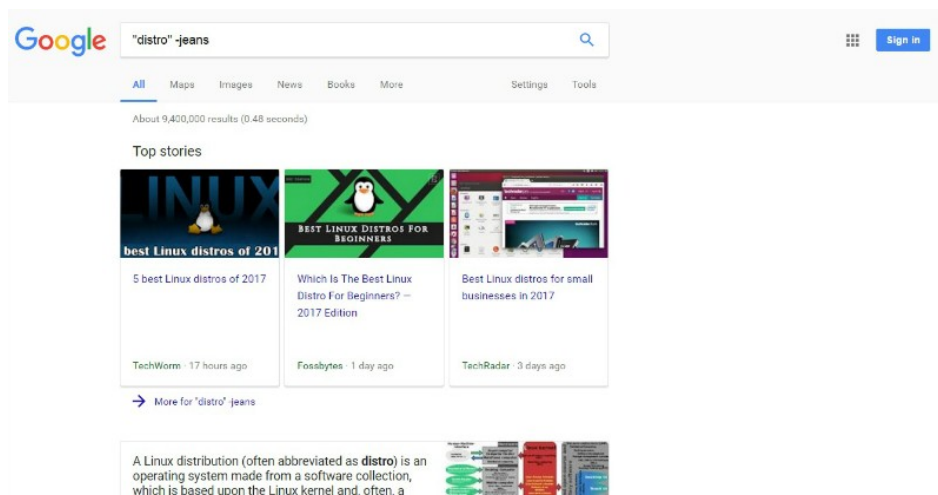 Google
"distro" -jeans
Sign in
All Maps Images News Books More Settings Tools
About 9,400,000 results (0.48 seconds)
Top stories
LINUX
best Linux distros of 201
BEST LINUX DISTROS FOR
BEGINNERS
5 best Linux distros of 2017
TechWorm · 17 hours ago
Which Is The Best Linux
Distro For Beginners? —
2017 Edition
Fossbytes · 1 day ago
Best Linux distros for small
businesses in 2017
TechRadar · 3 days ago
More for "distro" -jeans
A Linux distribution (often abbreviated as distro) is an
operating system made from a software collection,
which is based upon the Linux kernel and, often, a